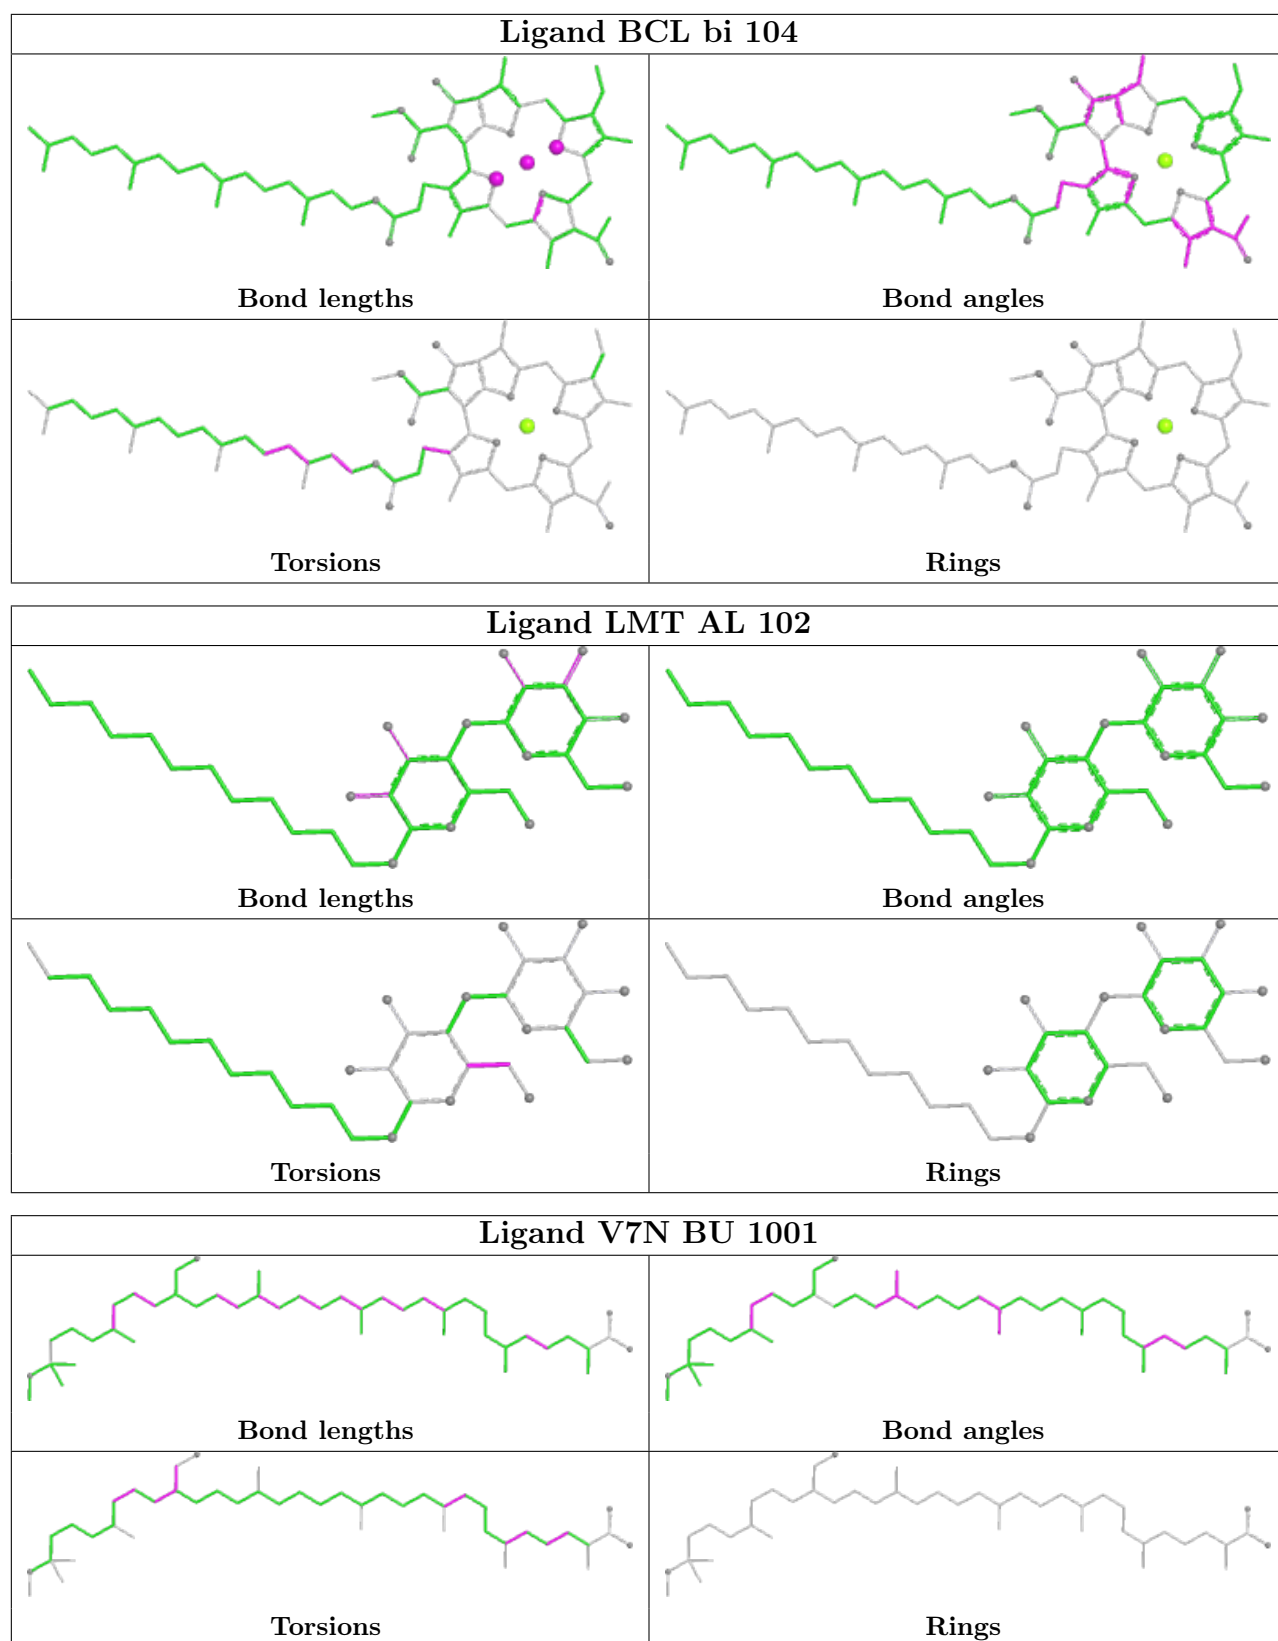 Ligand BCL bi 104
Bond lengths
Bond angles
Torsions
Rings
Ligand LMT AL 102
Bond lengths
Bond angles
Torsions
Rings
Ligand V7N BU 1001
Bond lengths
Bond angles
Torsions
Rings